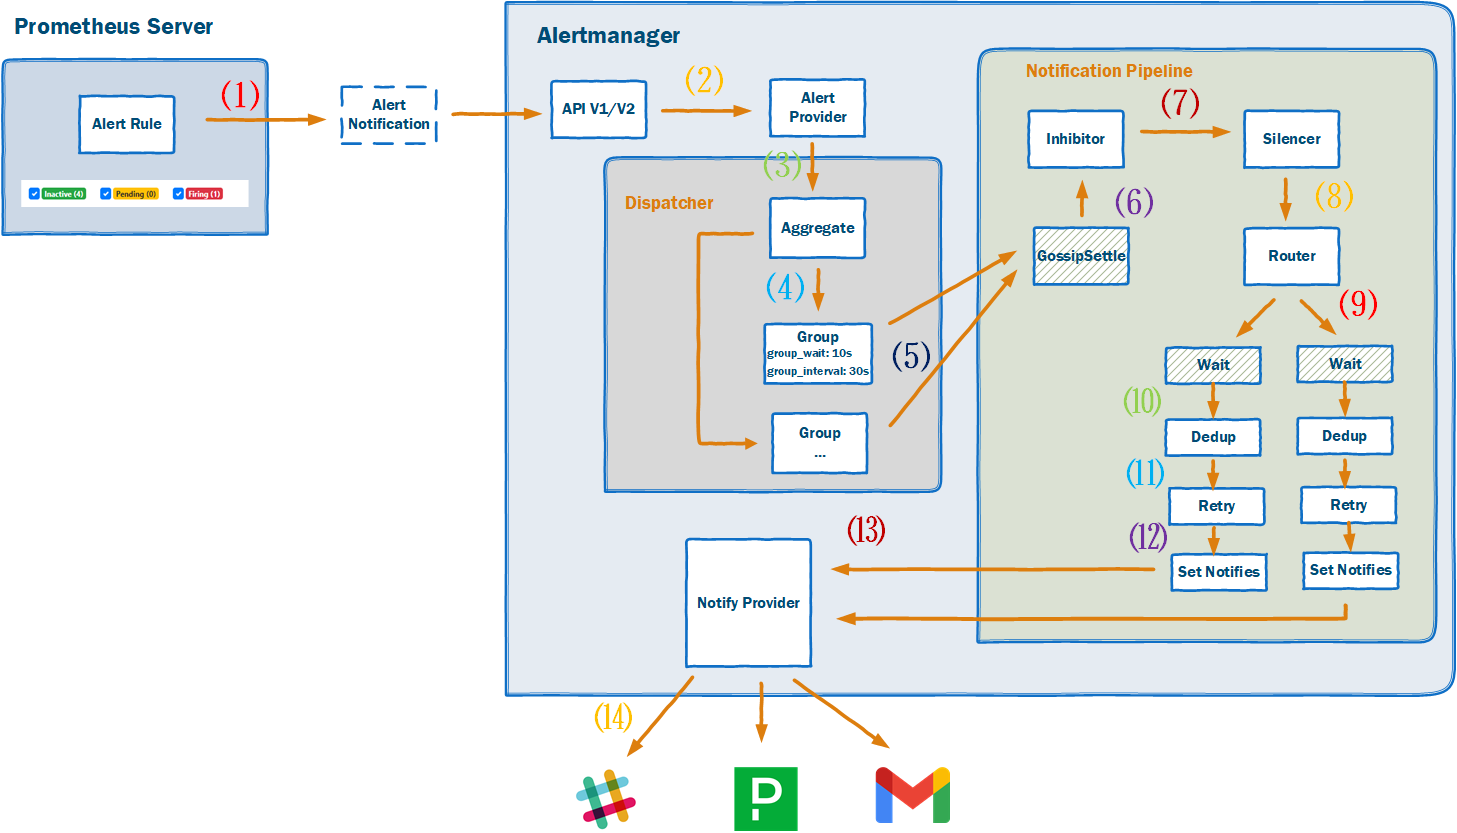 Prometheus Server
Alert Rule
Inactive (4)
Pending (0)
Firing (1)
(1)
Alert
Notification
Alertmanager
API V1/V2
(2)
Alert
Provider
(3)
Dispatcher
Aggregate
(4)
Group
group_wait: 10s
group_interval: 30s
(5)
Group
...
Notification Pipeline
(7)
Inhibitor
Silencer
(6)
(8)
GossipSettle
Router
(9)
Wait
Wait
(10)
Dedup
Dedup
(11)
Retry
Retry
(12)
Set Notifies
Set Notifies
(13)
Notify Provider
(14)
P